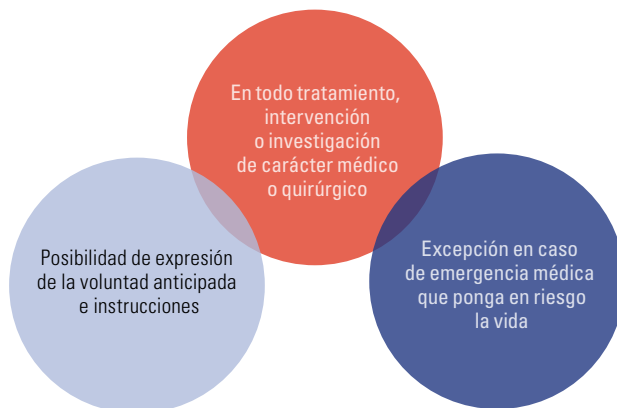 En todo tratamiento,
intervención
o investigación
de carácter médico
o quirúrgico
Posibilidad de expresión
de la voluntad anticipada
e instrucciones
Excepción en caso
de emergencia médica
que ponga en riesgo
la vida